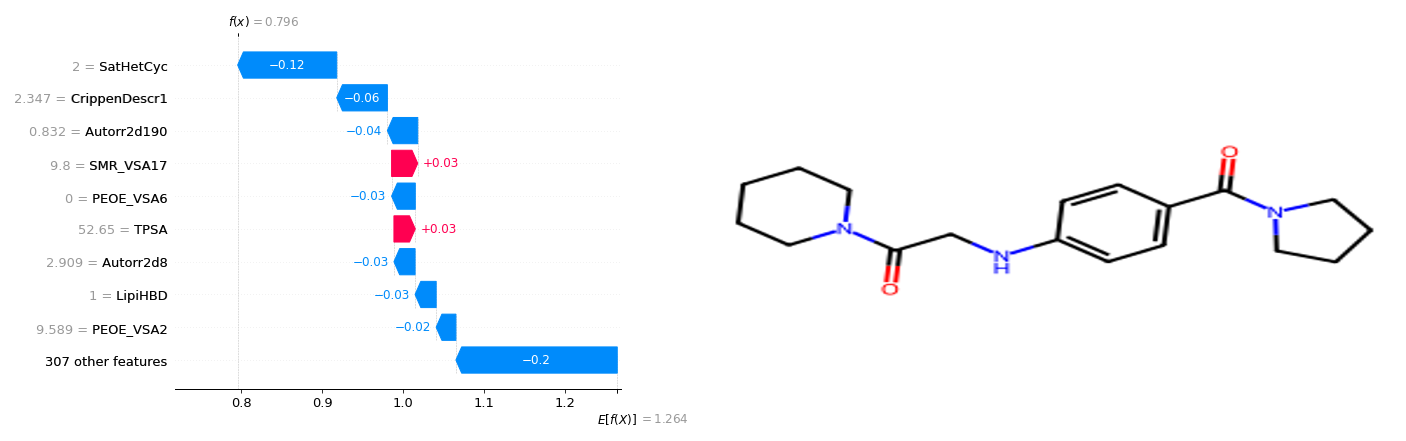 f(x) = 0.796
2 = SatHetCyc −0.12
2.347 = CrippenDescr1 −0.06
0.832 = Autorr2d190 −0.04
9.8 = SMR_VSA17 +0.03
0 = PEOE_VSA6 −0.03
52.65 = TPSA +0.03
2.909 = Autorr2d8 −0.03
1 = LipiHBD −0.03
9.589 = PEOE_VSA2 −0.02
307 other features −0.2
0.8 0.9 1.0 1.1 1.2
E[f(X)] = 1.264
O
N
N
N
H
O